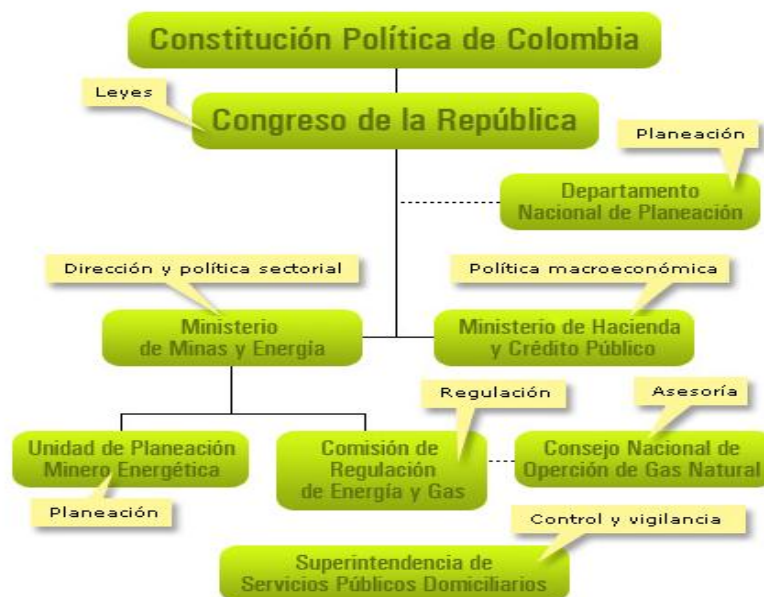 Constitución Política de Colombia
Leyes
Congreso de la República
Planeación
Departamento
Nacional de Planeación
Dirección y política sectorial
Política macroeconómica
Ministerio
de Minas y Energía
Ministerio de Hacienda
y Crédito Público
Regulación
Asesoría
Unidad de Planeación
Minero Energética
Comisión de
Regulación
de Energía y Gas
Consejo Nacional de
Operción de Gas Natural
Planeación
Control y vigilancia
Superintendencia de
Servicios Públicos Domiciliarios